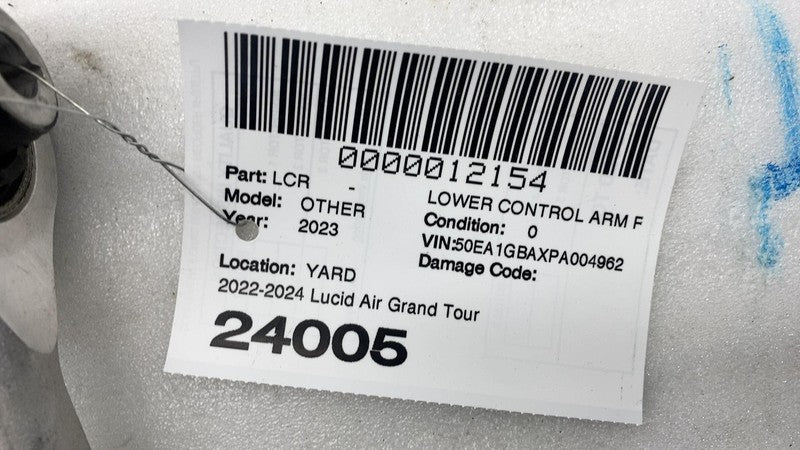 0000012154
Part: LCR -
LOWER CONTROL ARM F
Model: OTHER
Condition: 0
Year: 2023
VIN:50EA1GBAXPA004962
Damage Code:
Location: YARD
2022-2024 Lucid Air Grand Tour
24005